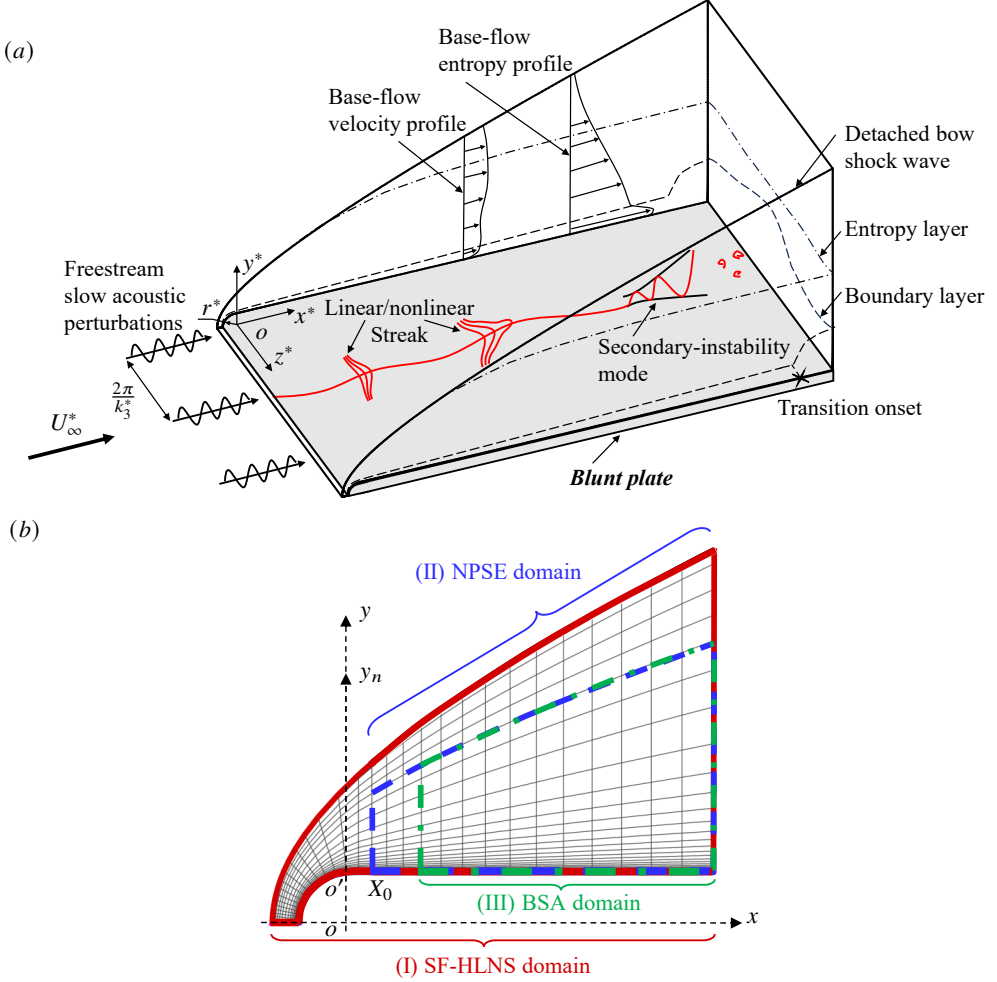 (a)
Base-flow
entropy profile
Base-flow
velocity profile
Detached bow
shock wave
Entropy layer
Boundary layer
Freestream
slow acoustic
perturbations
r*
y*
x*
o
z*
Linear/nonlinear
Streak
Secondary-instability
mode
2π
k₃*
U∞*
Transition onset
Blunt plate
(b)
(II) NPSE domain
y
yₙ
o′
X₀
(III) BSA domain
o
x
(I) SF-HLNS domain